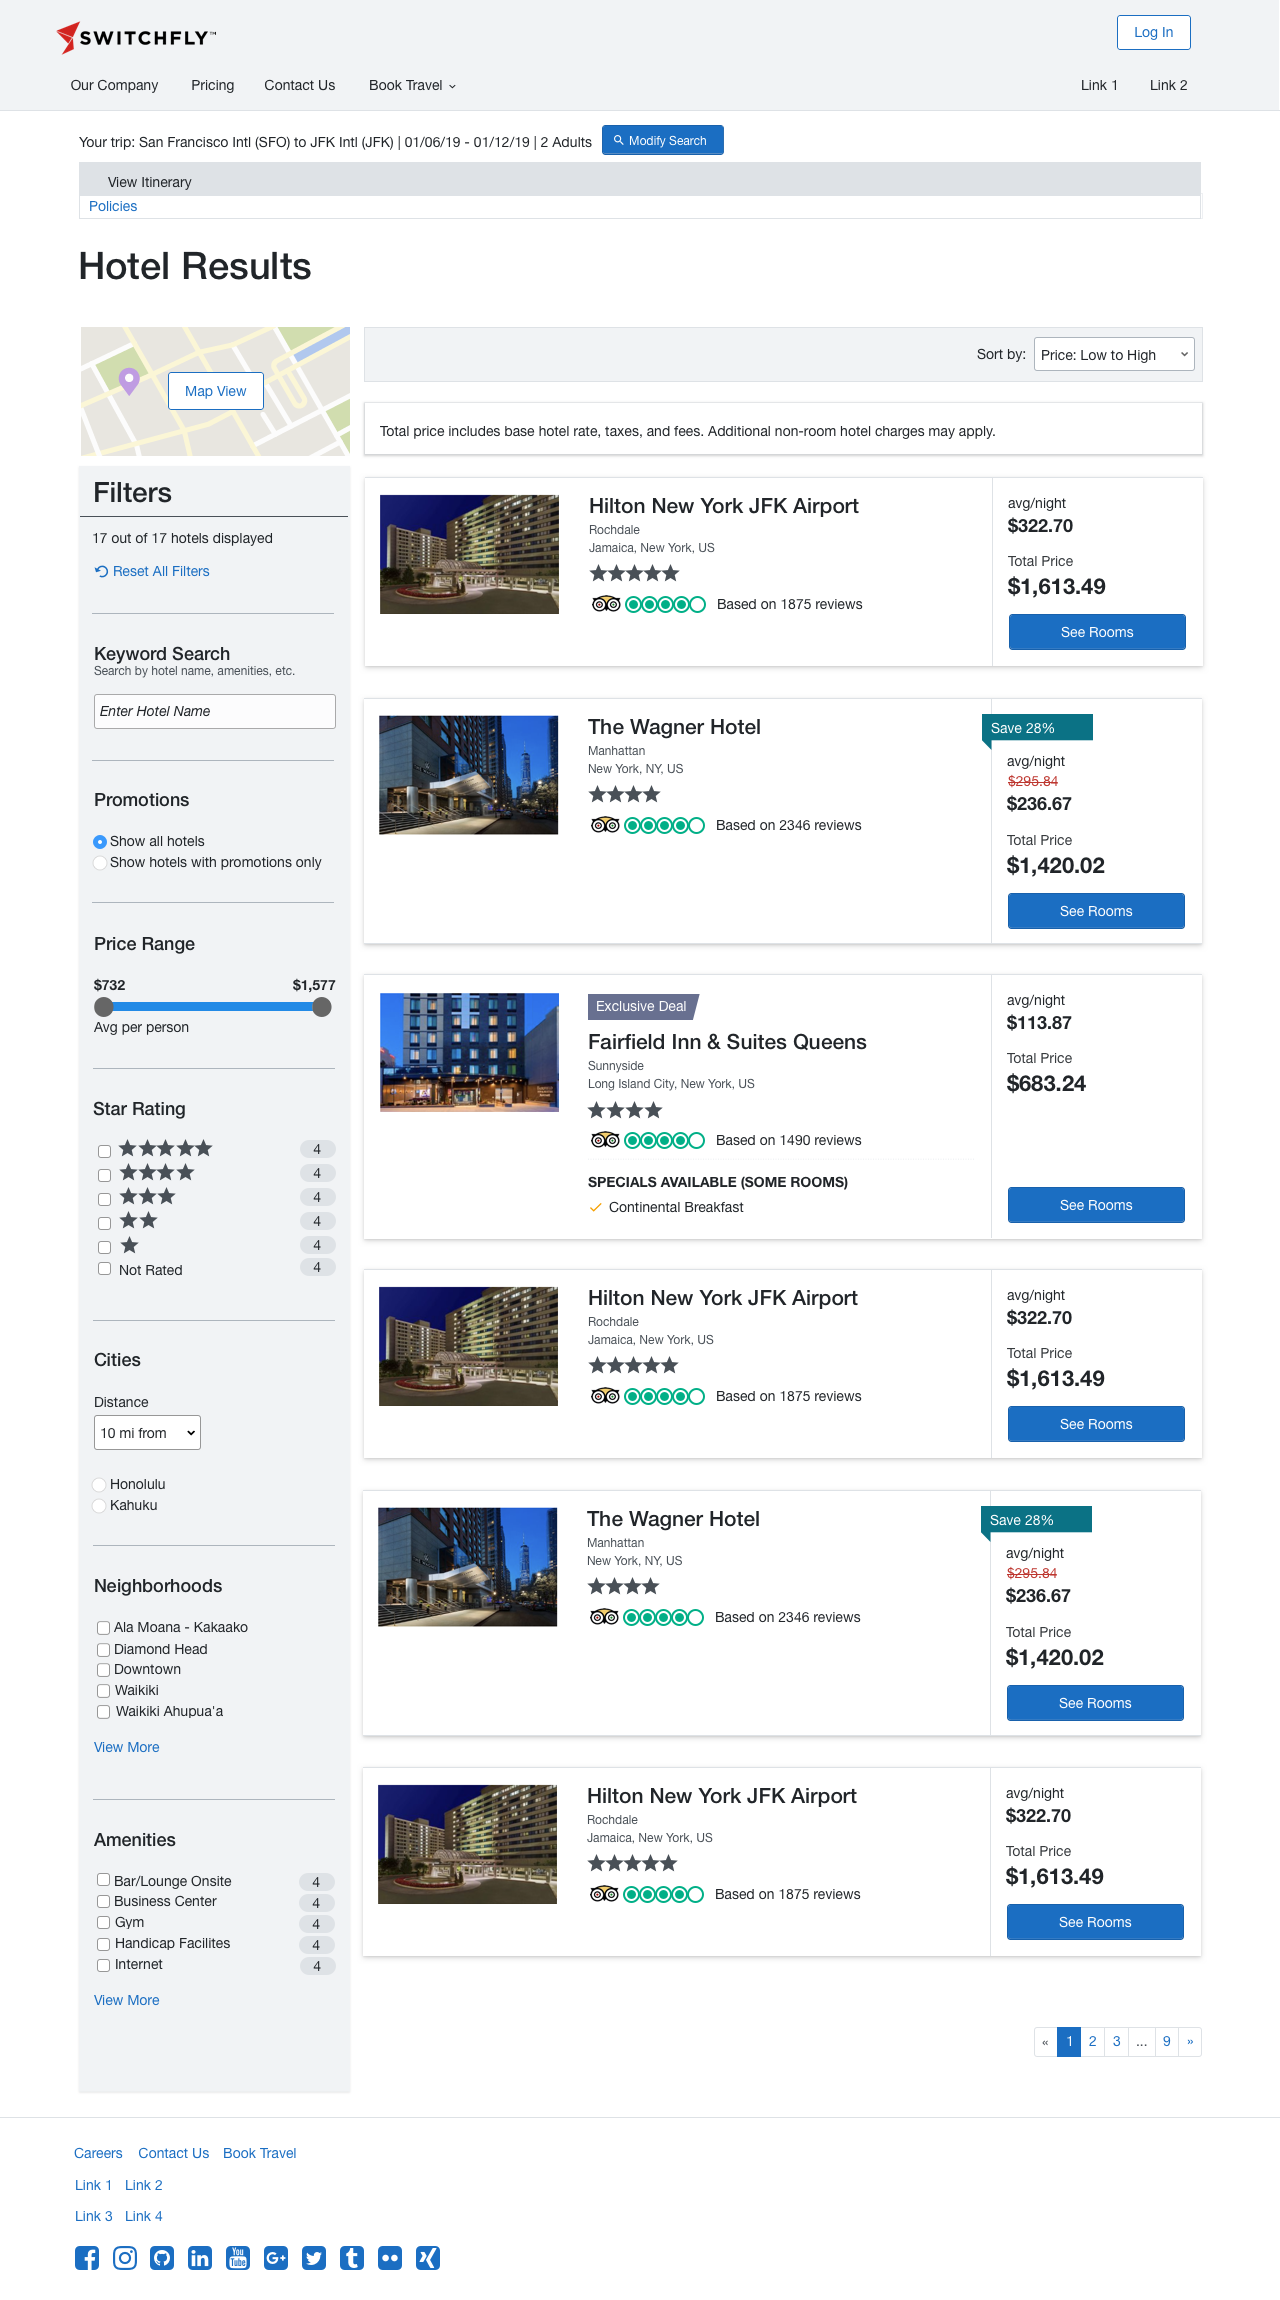 SWITCHFLY™
Log In
Our Company Pricing Contact Us Book Travel
Link 1 Link 2
Your trip: San Francisco Intl (SFO) to JFK Intl (JFK) | 01/06/19 - 01/12/19 | 2 Adults
Modify Search
View Itinerary
Policies
Hotel Results
Map View
Sort by: Price: Low to High
Total price includes base hotel rate, taxes, and fees. Additional non-room hotel charges may apply.
Filters
17 out of 17 hotels displayed
Reset All Filters
Keyword Search
Search by hotel name, amenities, etc.
Enter Hotel Name
Promotions
Show all hotels
Show hotels with promotions only
Price Range
$732 $1,577
Avg per person
Star Rating
4
4
4
4
4
Not Rated 4
Cities
Distance
10 mi from
Honolulu
Kahuku
Neighborhoods
Ala Moana - Kakaako
Diamond Head
Downtown
Waikiki
Waikiki Ahupua'a
View More
Amenities
Bar/Lounge Onsite 4
Business Center 4
Gym 4
Handicap Facilites 4
Internet 4
View More
Hilton New York JFK Airport
Rochdale
Jamaica, New York, US
Based on 1875 reviews
avg/night
$322.70
Total Price
$1,613.49
See Rooms
The Wagner Hotel
Manhattan
New York, NY, US
Based on 2346 reviews
Save 28%
avg/night
$295.84
$236.67
Total Price
$1,420.02
See Rooms
Exclusive Deal
Fairfield Inn & Suites Queens
Sunnyside
Long Island City, New York, US
Based on 1490 reviews
SPECIALS AVAILABLE (SOME ROOMS)
Continental Breakfast
avg/night
$113.87
Total Price
$683.24
See Rooms
Hilton New York JFK Airport
Rochdale
Jamaica, New York, US
Based on 1875 reviews
avg/night
$322.70
Total Price
$1,613.49
See Rooms
The Wagner Hotel
Manhattan
New York, NY, US
Based on 2346 reviews
Save 28%
avg/night
$295.84
$236.67
Total Price
$1,420.02
See Rooms
Hilton New York JFK Airport
Rochdale
Jamaica, New York, US
Based on 1875 reviews
avg/night
$322.70
Total Price
$1,613.49
See Rooms
« 1 2 3 ... 9 »
Careers Contact Us Book Travel
Link 1 Link 2
Link 3 Link 4
You Tube